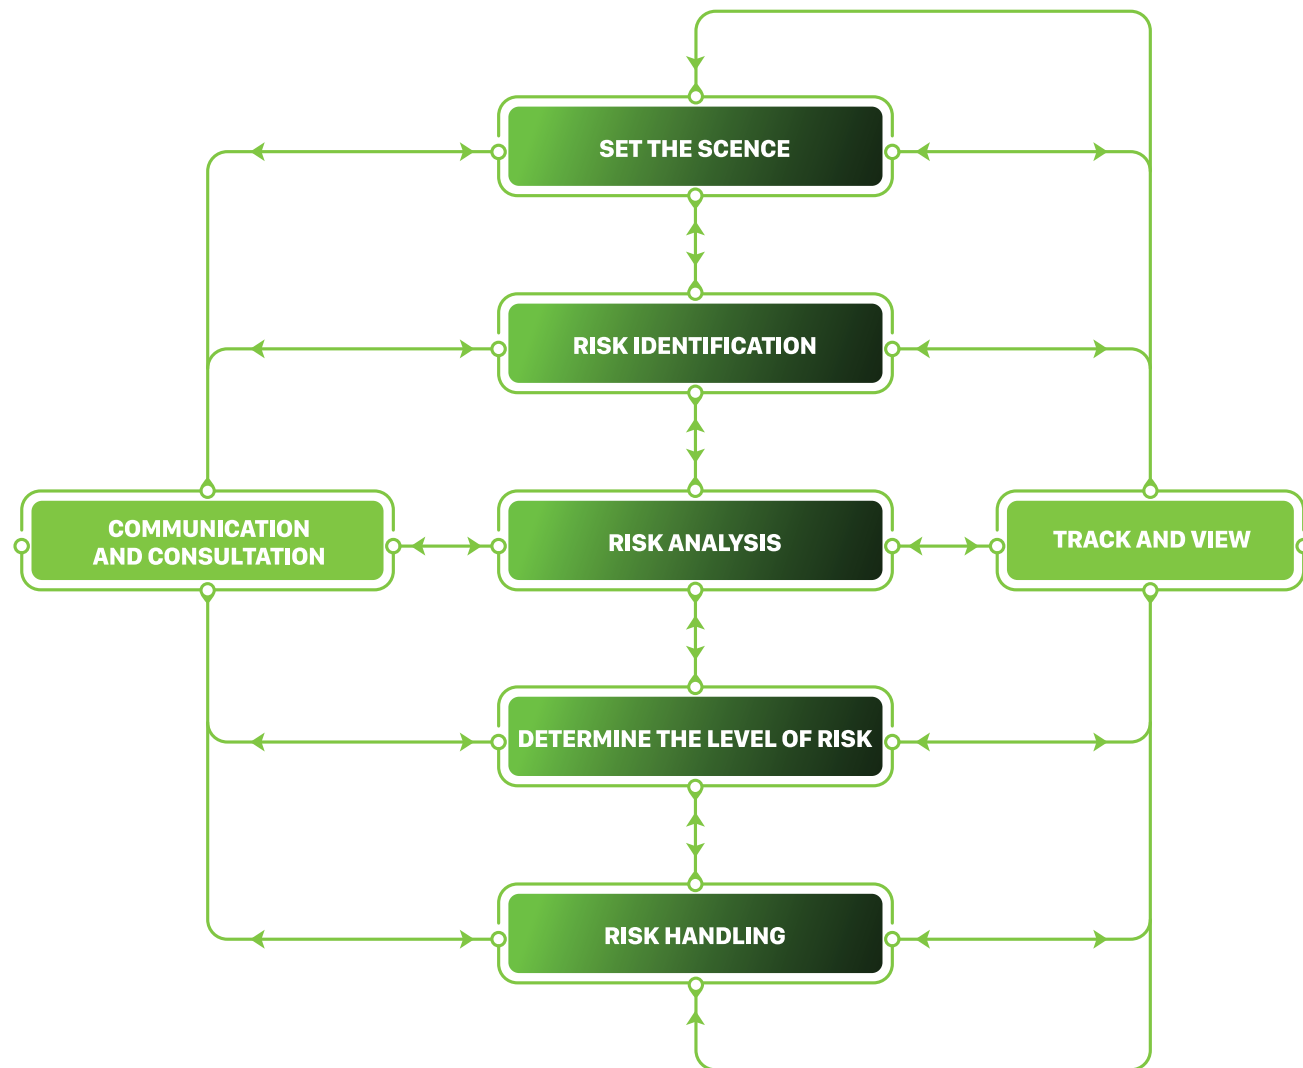 SET THE SCENCE
RISK IDENTIFICATION
COMMUNICATION
AND CONSULTATION
RISK ANALYSIS
TRACK AND VIEW
DETERMINE THE LEVEL OF RISK
RISK HANDLING